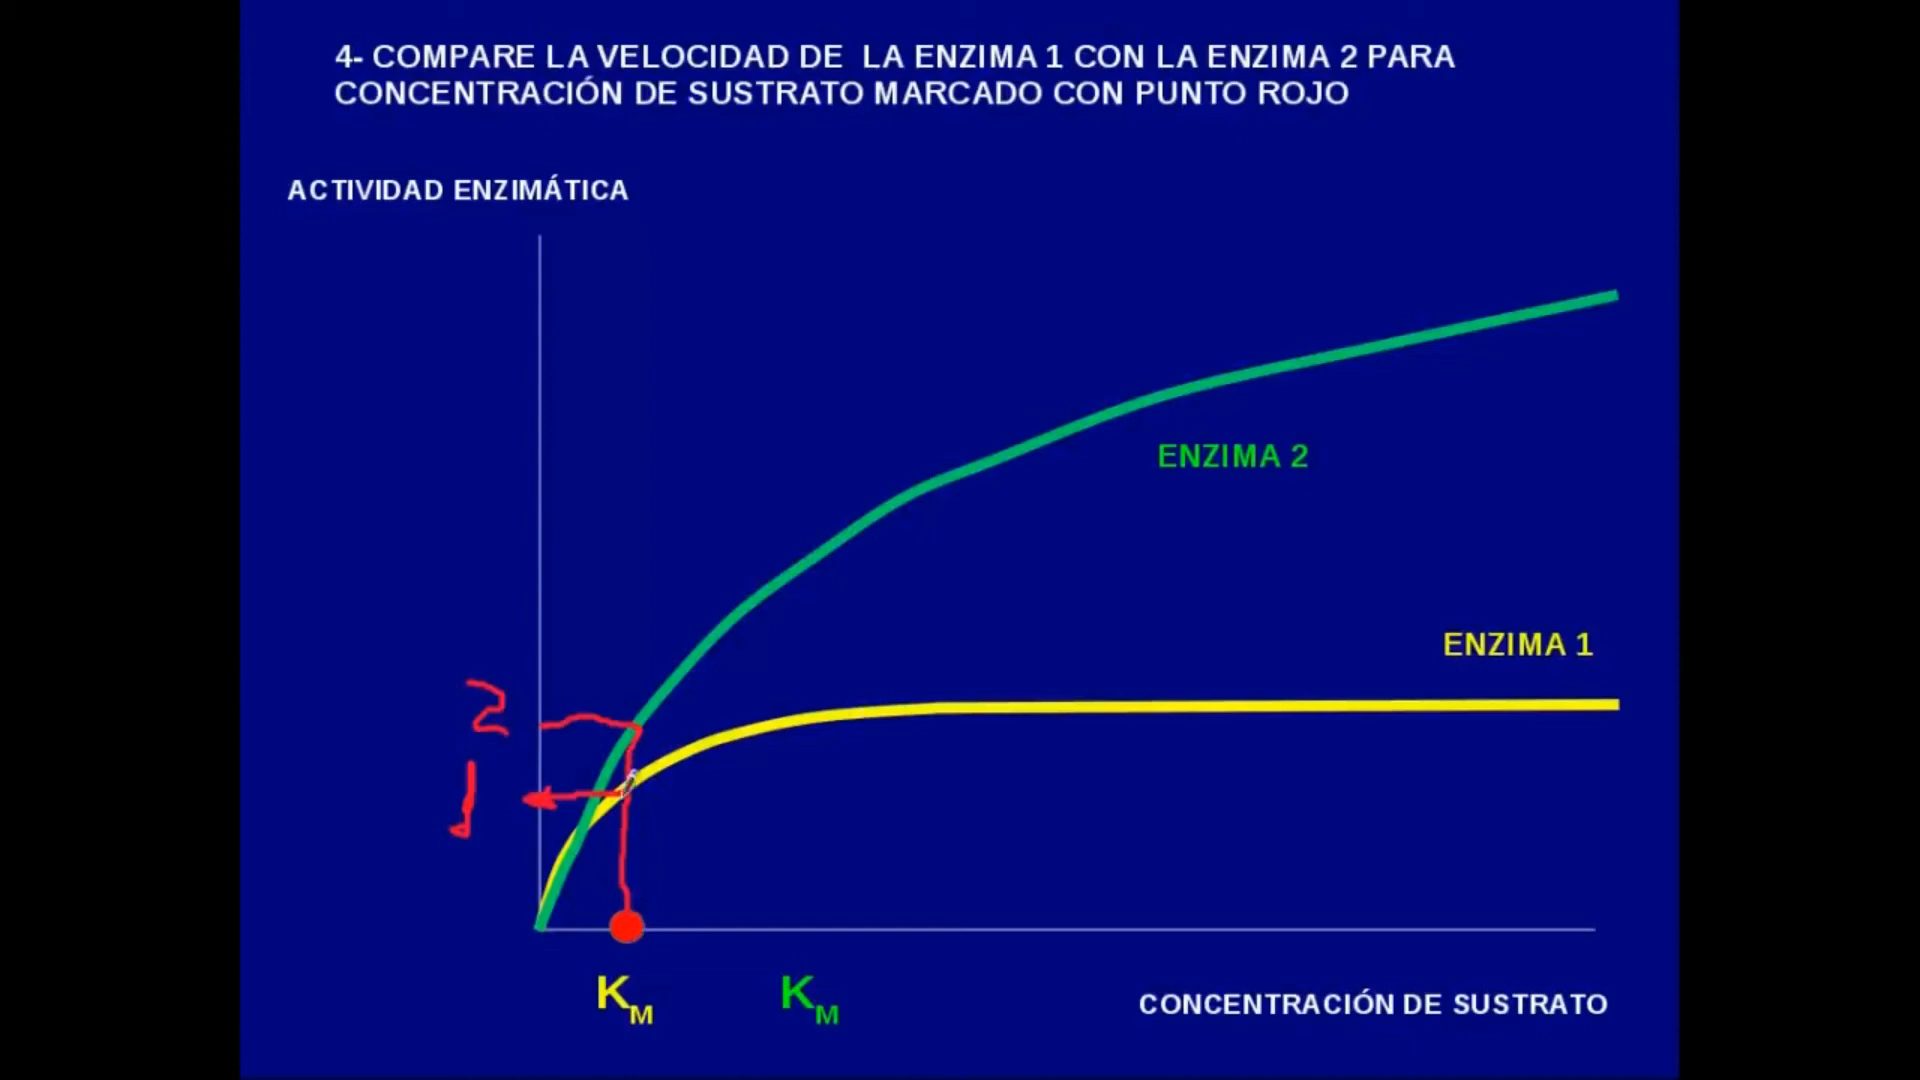 4- COMPARE LA VELOCIDAD DE LA ENZIMA 1 CON LA ENZIMA 2 PARA
CONCENTRACIÓN DE SUSTRATO MARCADO CON PUNTO ROJO
ACTIVIDAD ENZIMÁTICA
ENZIMA 2
ENZIMA 1
2
1
KM
KM
CONCENTRACIÓN DE SUSTRATO